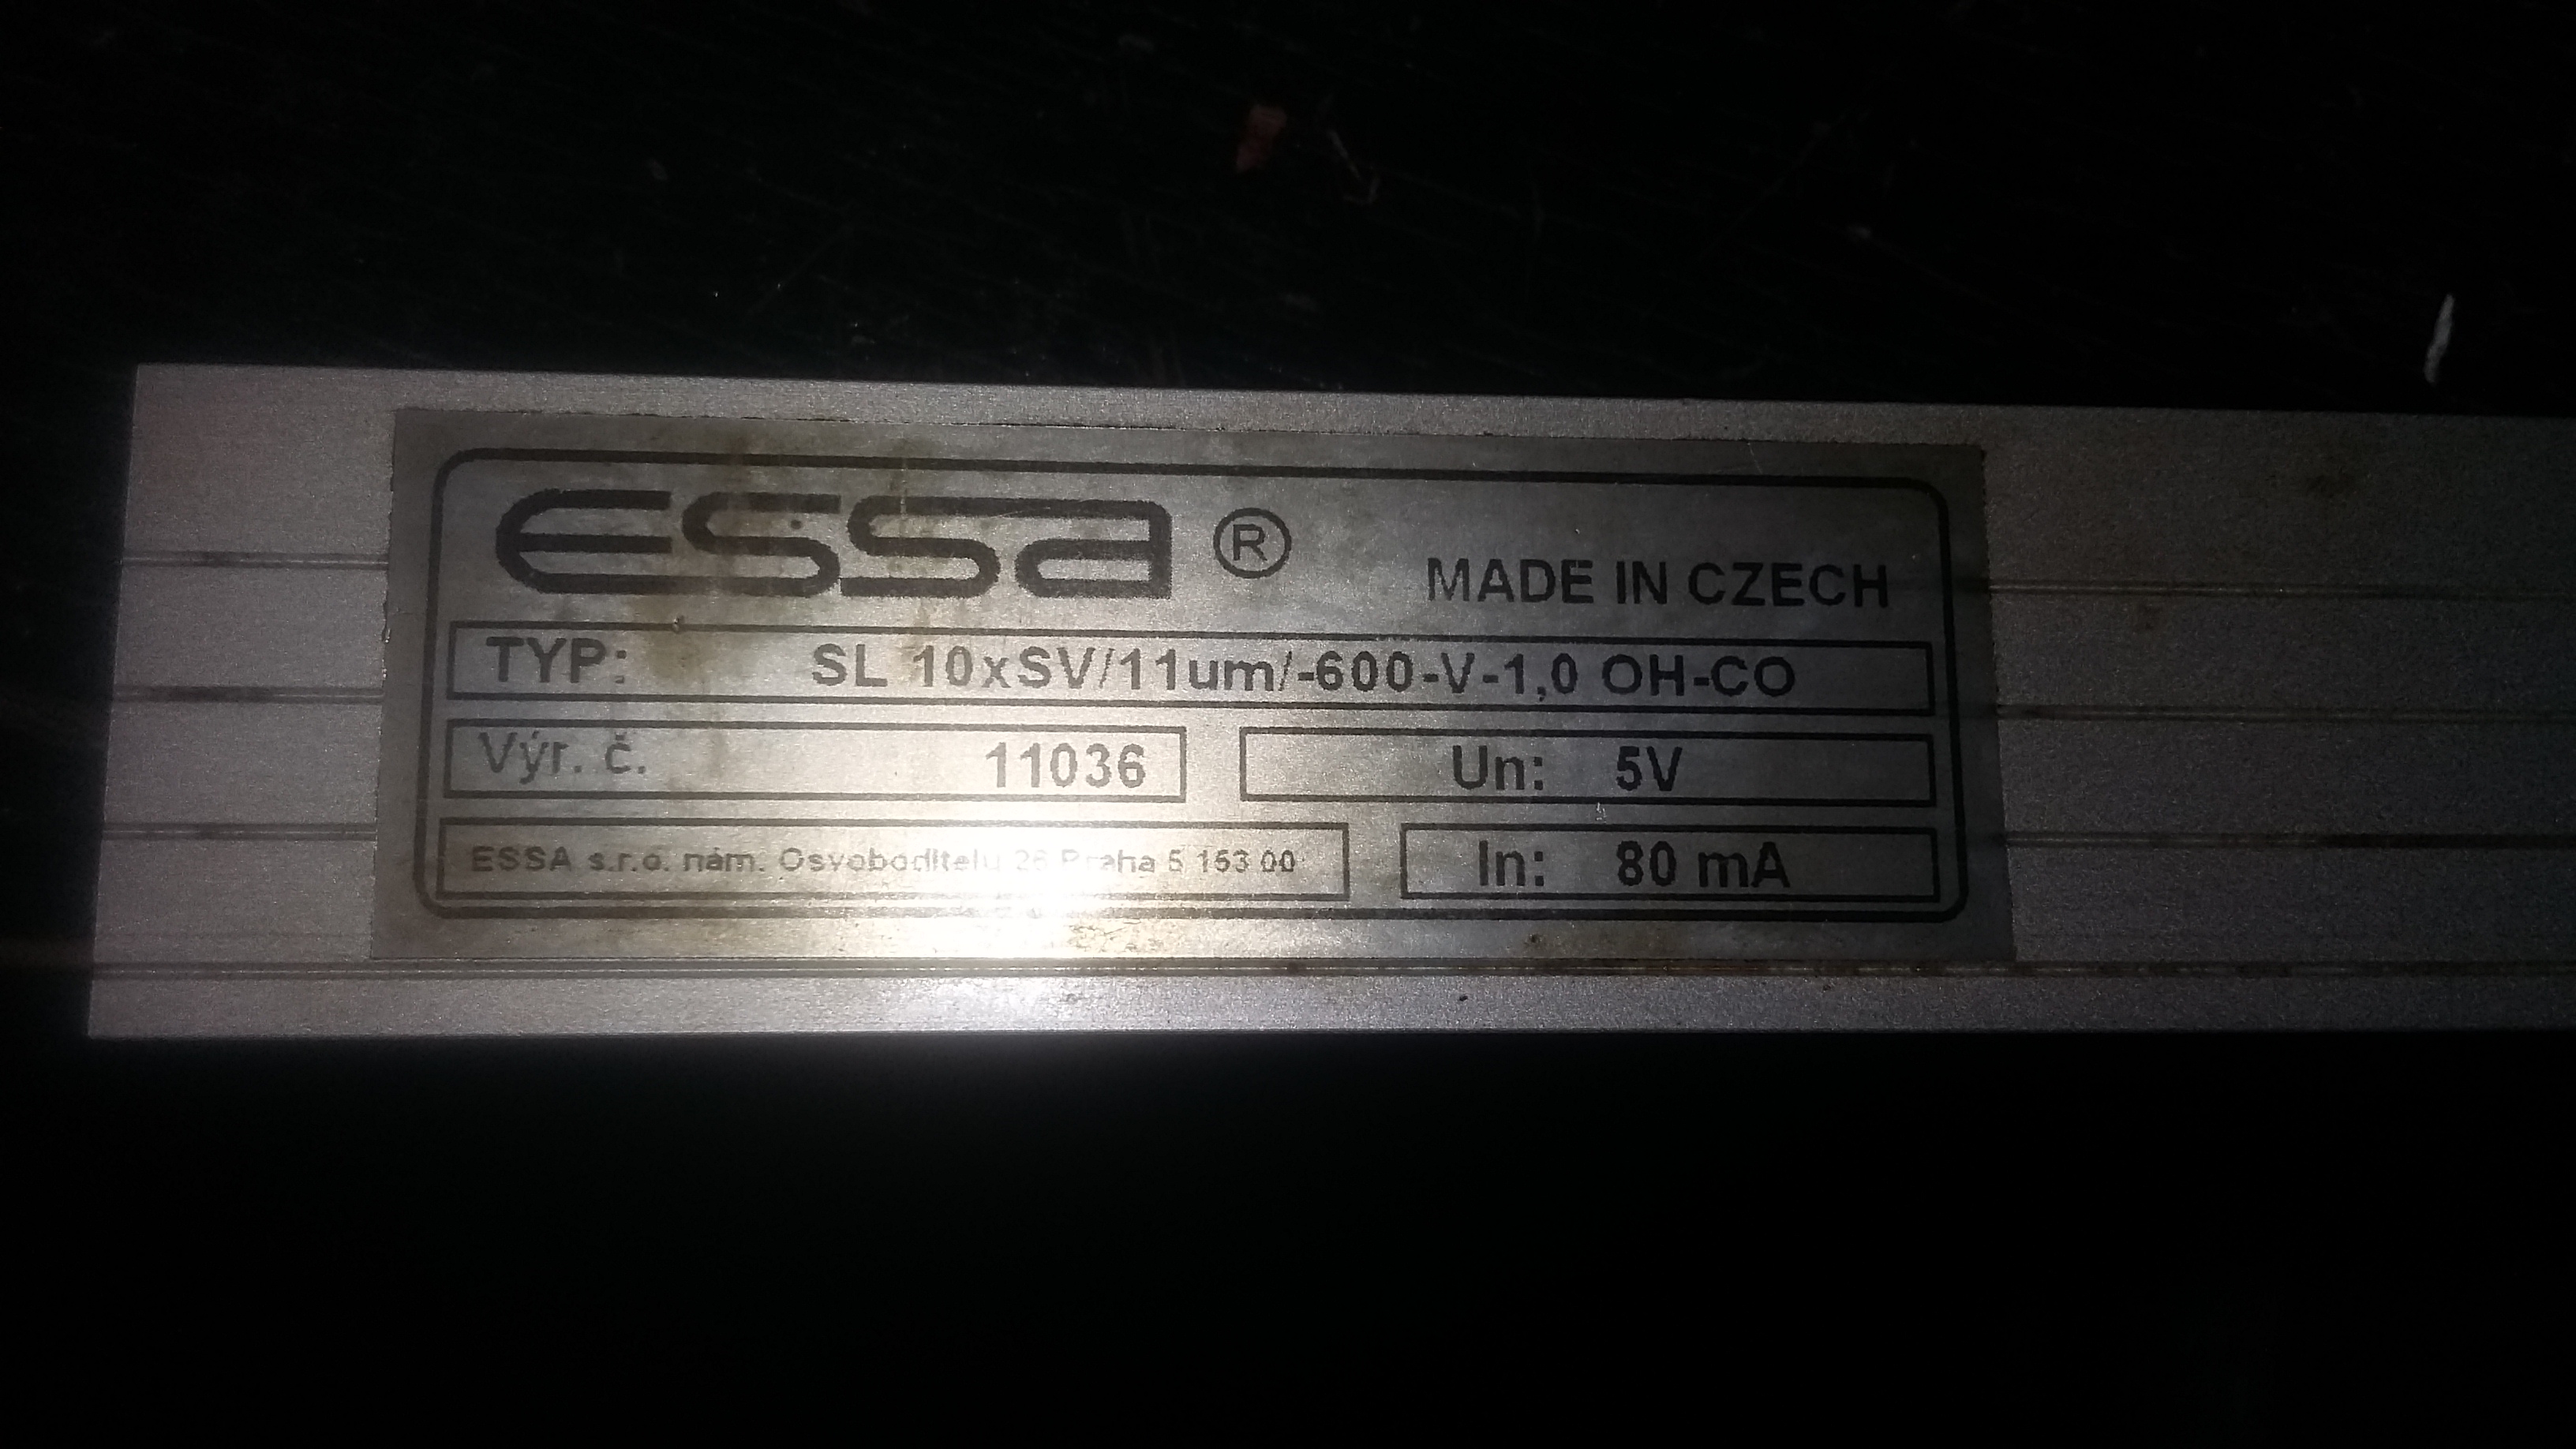 essa ®
MADE IN CZECH
TYP: SL 10xSV/11um/-600-V-1,0 OH-CO
Výr. č. 11036
Un: 5V
ESSA s.r.o. nám. Osvoboditelu 26 Praha 5 153 00
In: 80 mA